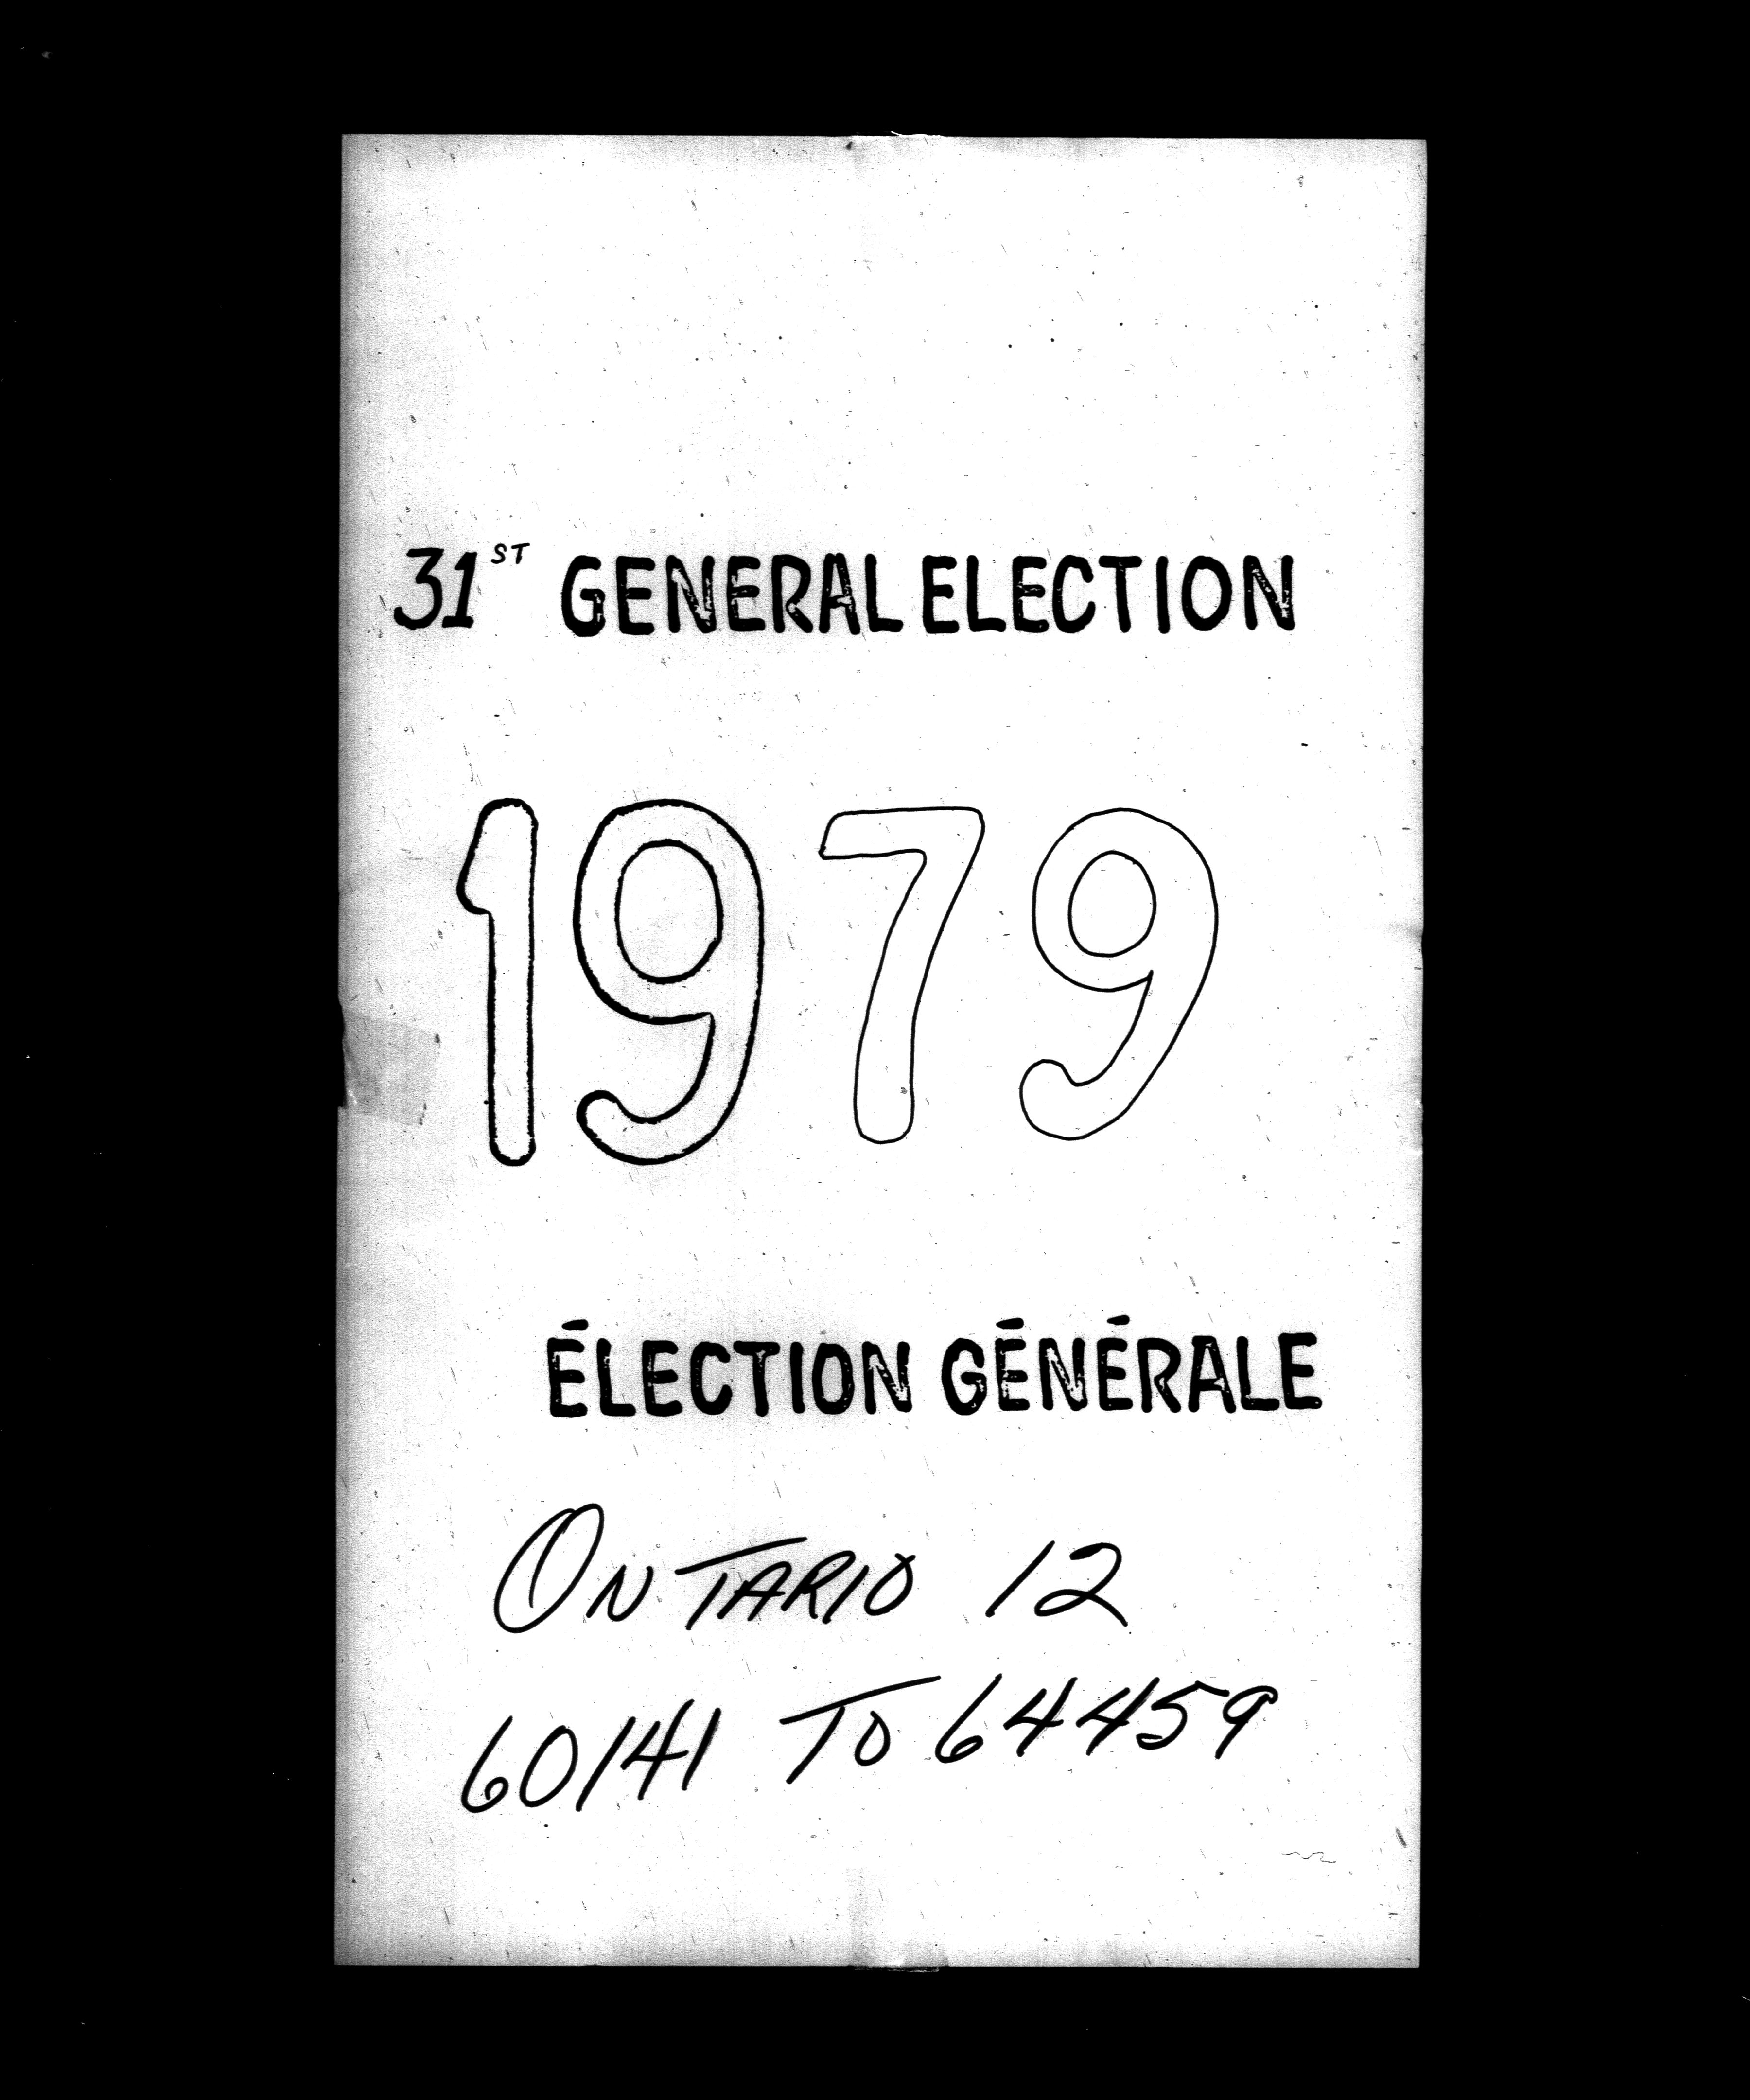 31ST GENERAL ELECTION
1979
ÉLECTION GÉNÉRALE
ONTARIO 12
60141 TO 64459